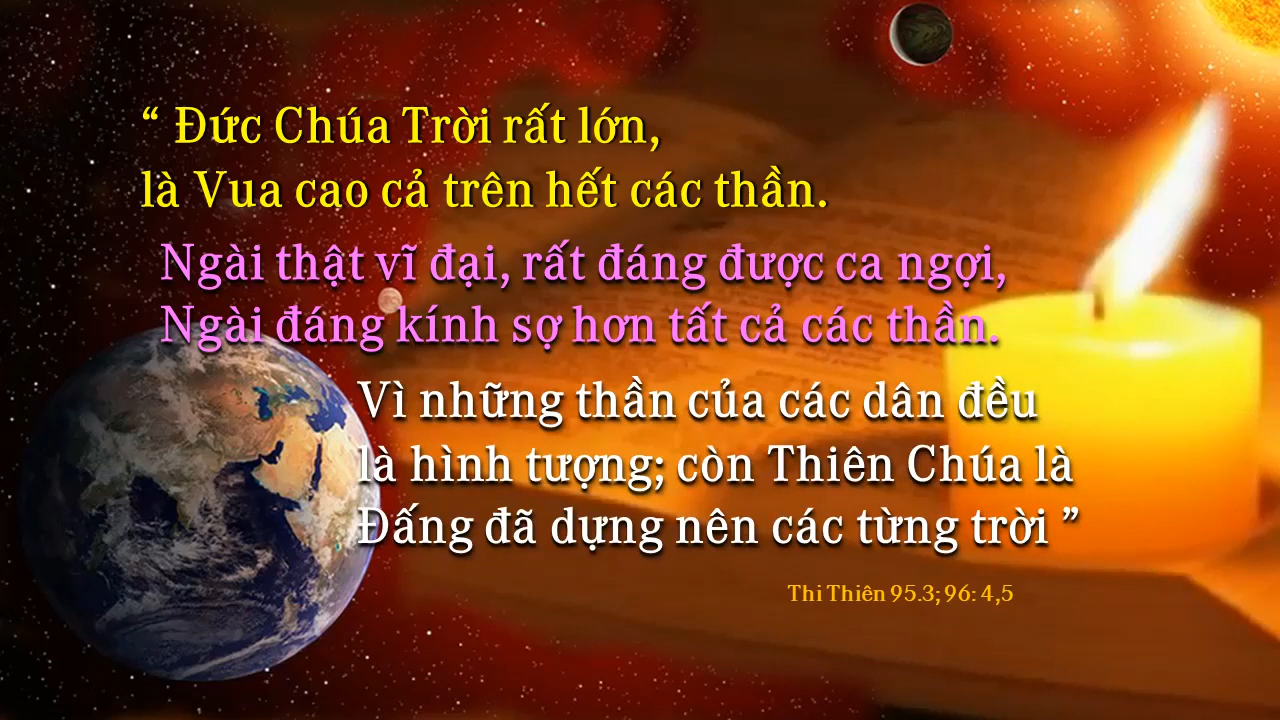 “ Đức Chúa Trời rất lớn,
là Vua cao cả trên hết các thần.
Ngài thật vĩ đại, rất đáng được ca ngợi,
Ngài đáng kính sợ hơn tất cả các thần.
Vì những thần của các dân đều
là hình tượng; còn Thiên Chúa là
Đấng đã dựng nên các từng trời ”
Thi Thiên 95.3; 96: 4,5